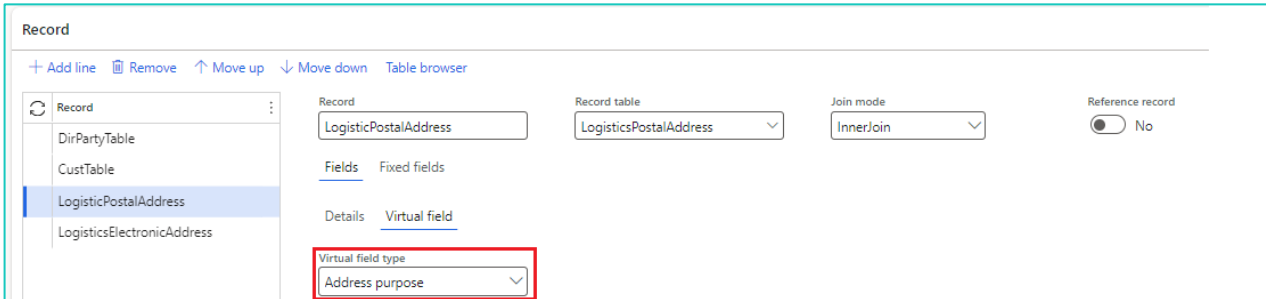 Record
Add line Remove Move up Move down Table browser
Record
DirPartyTable
CustTable
LogisticPostalAddress
LogisticsElectronicAddress
Record Record table Join mode Reference record
LogisticPostalAddress LogisticsPostalAddress InnerJoin No
Fields Fixed fields
Details Virtual field
Virtual field type
Address purpose